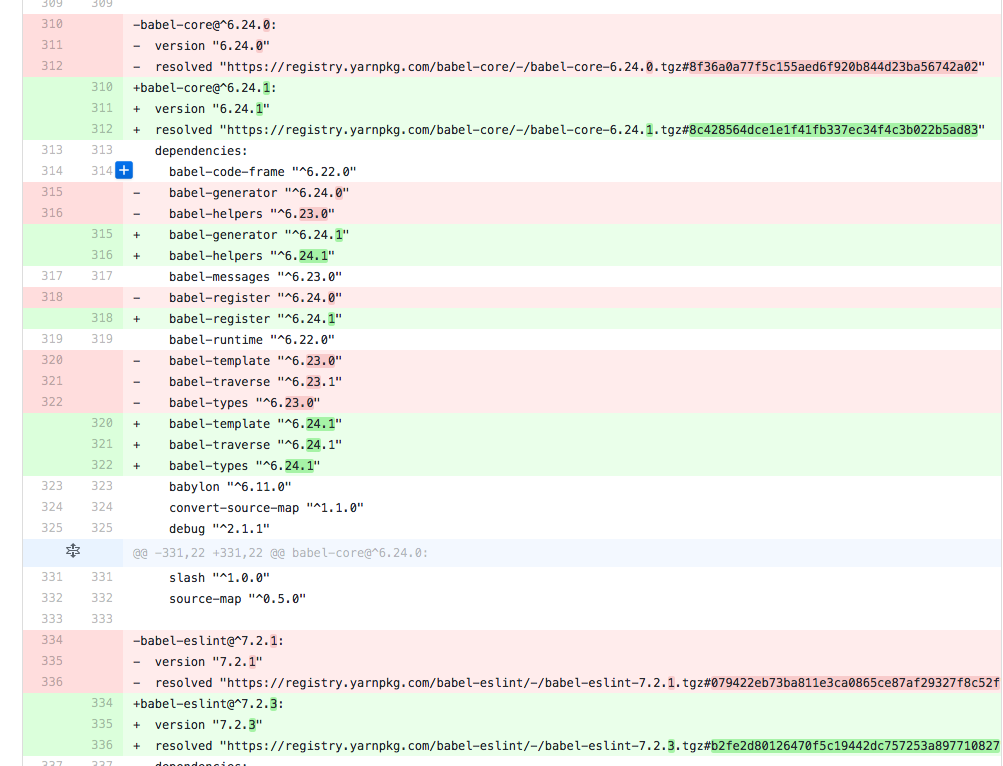 309 309
310 -babel-core@^6.24.0:
311 - version "6.24.0"
312 - resolved "https://registry.yarnpkg.com/babel-core/-/babel-core-6.24.0.tgz#8f36a0a77f5c155aed6f920b844d23ba56742a02"
310 +babel-core@^6.24.1:
311 + version "6.24.1"
312 + resolved "https://registry.yarnpkg.com/babel-core/-/babel-core-6.24.1.tgz#8c428564dce1e1f41fb337ec34f4c3b022b5ad83"
313 313 dependencies:
314 314 + babel-code-frame "^6.22.0"
315 - babel-generator "^6.24.0"
316 - babel-helpers "^6.23.0"
315 + babel-generator "^6.24.1"
316 + babel-helpers "^6.24.1"
317 317 babel-messages "^6.23.0"
318 - babel-register "^6.24.0"
318 + babel-register "^6.24.1"
319 319 babel-runtime "^6.22.0"
320 - babel-template "^6.23.0"
321 - babel-traverse "^6.23.1"
322 - babel-types "^6.23.0"
320 + babel-template "^6.24.1"
321 + babel-traverse "^6.24.1"
322 + babel-types "^6.24.1"
323 323 babylon "^6.11.0"
324 324 convert-source-map "^1.1.0"
325 325 debug "^2.1.1"
@@ -331,22 +331,22 @@ babel-core@^6.24.0:
331 331 slash "^1.0.0"
332 332 source-map "^0.5.0"
333 333
334 -babel-eslint@^7.2.1:
335 - version "7.2.1"
336 - resolved "https://registry.yarnpkg.com/babel-eslint/-/babel-eslint-7.2.1.tgz#079422eb73ba811e3ca0865ce87af29327f8c52f
334 +babel-eslint@^7.2.3:
335 + version "7.2.3"
336 + resolved "https://registry.yarnpkg.com/babel-eslint/-/babel-eslint-7.2.3.tgz#b2fe2d80126470f5c19442dc757253a897710827
337 337 dependencies: